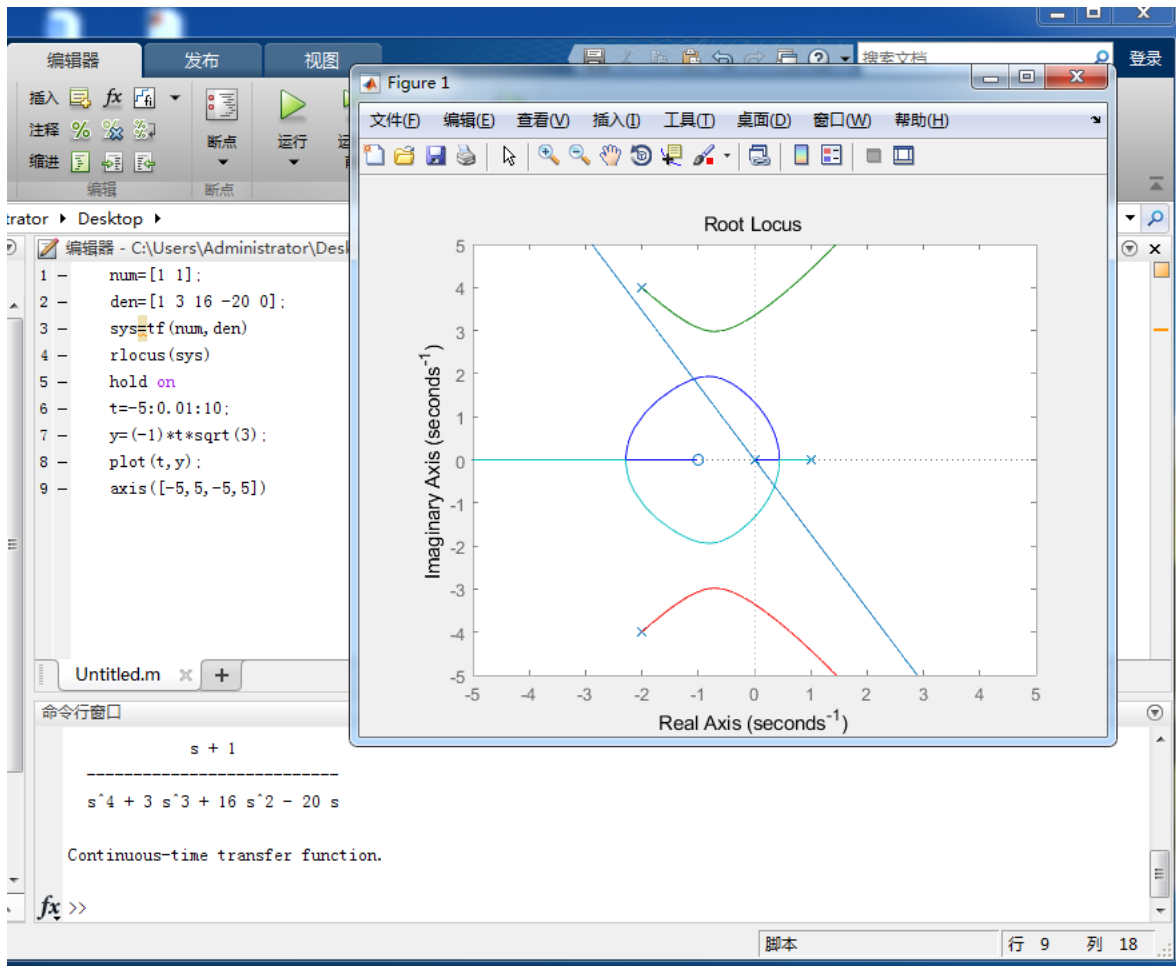 编辑器 发布 视图 搜索文档 登录
插入 fx fi
注释
缩进
断点 运行
编辑 断点
Figure 1
文件(F) 编辑(E) 查看(V) 插入(I) 工具(T) 桌面(D) 窗口(W) 帮助(H)
trator Desktop
编辑器 - C:\Users\Administrator\Desk
1 num=[1 1];
2 den=[1 3 16 -20 0];
3 sys=tf(num,den)
4 rlocus(sys)
5 hold on
6 t=-5:0.01:10;
7 y=(-1)*t*sqrt(3);
8 plot(t,y);
9 axis([-5,5,-5,5])
Root Locus
Imaginary Axis (seconds^-1)
5
4
3
2
1
0
-1
-2
-3
-4
-5
-5 -4 -3 -2 -1 0 1 2 3 4 5
Real Axis (seconds^-1)
Untitled.m
命令行窗口
s + 1
---------------------------
s^4 + 3 s^3 + 16 s^2 - 20 s
Continuous-time transfer function.
fx >>
脚本 行 9 列 18